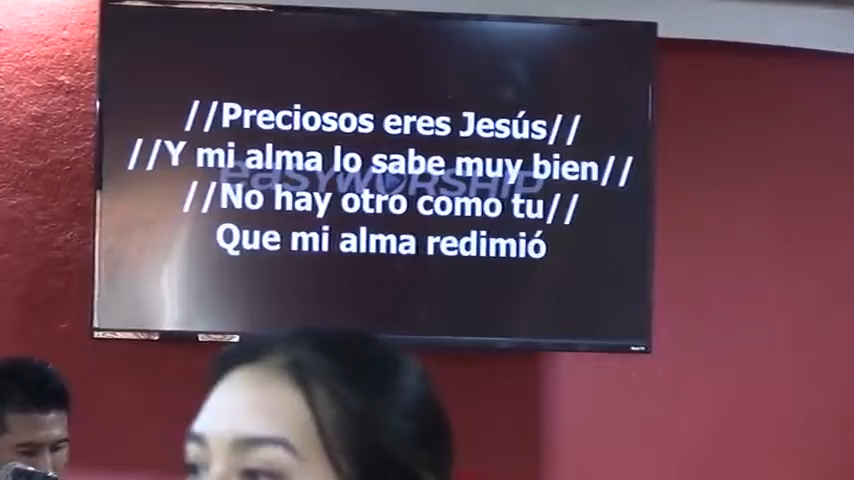 //Preciosos eres Jesús//
//Y mi alma lo sabe muy bien//
easyWORSHIP
//No hay otro como tu//
Que mi alma redimió